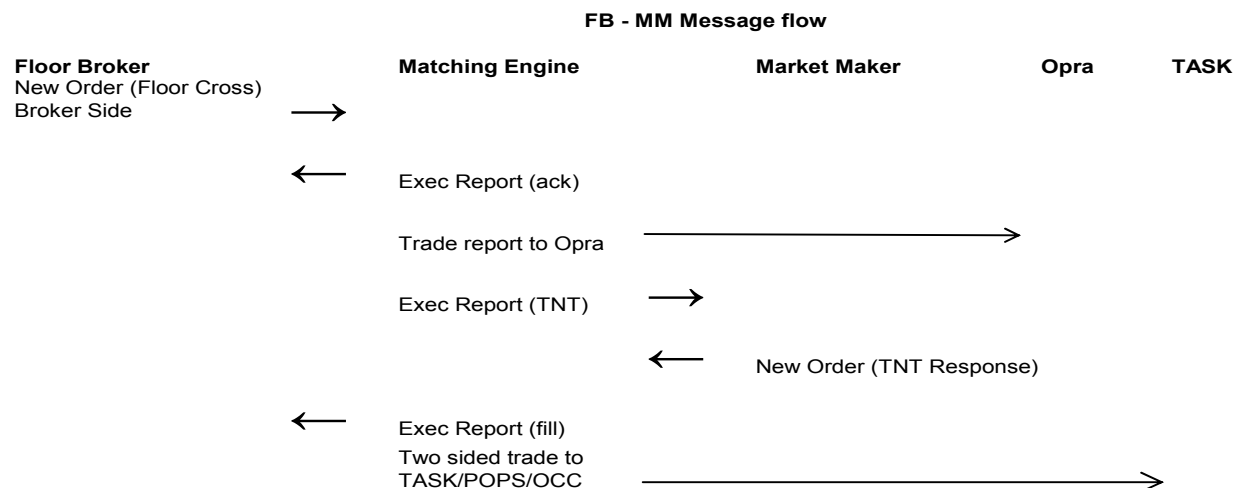 FB - MM Message flow
Floor Broker Matching Engine Market Maker Opra TASK
New Order (Floor Cross)
Broker Side
Exec Report (ack)
Trade report to Opra
Exec Report (TNT)
New Order (TNT Response)
Exec Report (fill)
Two sided trade to
TASK/POPS/OCC